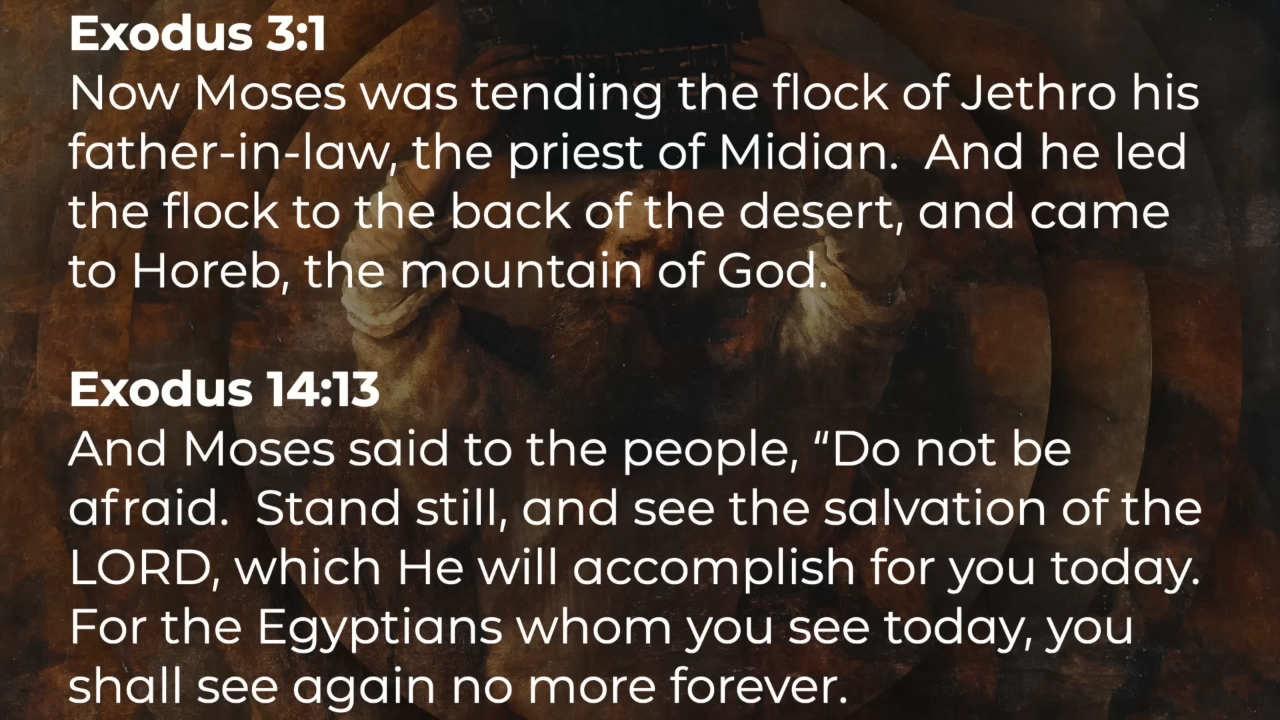 Exodus 3:1
Now Moses was tending the flock of Jethro his
father-in-law, the priest of Midian.  And he led
the flock to the back of the desert, and came
to Horeb, the mountain of God.
Exodus 14:13
And Moses said to the people, “Do not be
afraid.  Stand still, and see the salvation of the
LORD, which He will accomplish for you today.
For the Egyptians whom you see today, you
shall see again no more forever.